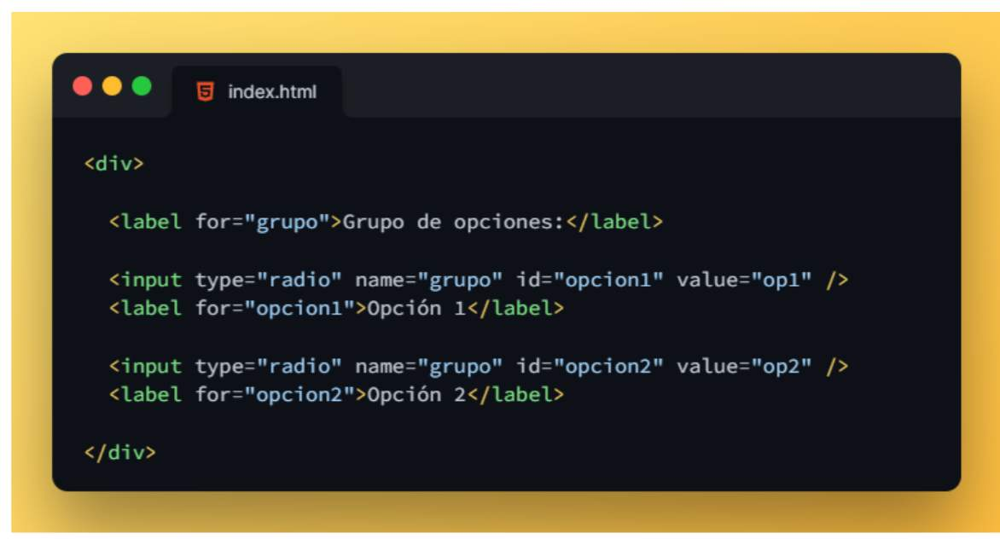 index.html
<div>
<label for="grupo">Grupo de opciones:</label>
<input type="radio" name="grupo" id="opcion1" value="op1" />
<label for="opcion1">Opción 1</label>
<input type="radio" name="grupo" id="opcion2" value="op2" />
<label for="opcion2">Opción 2</label>
</div>